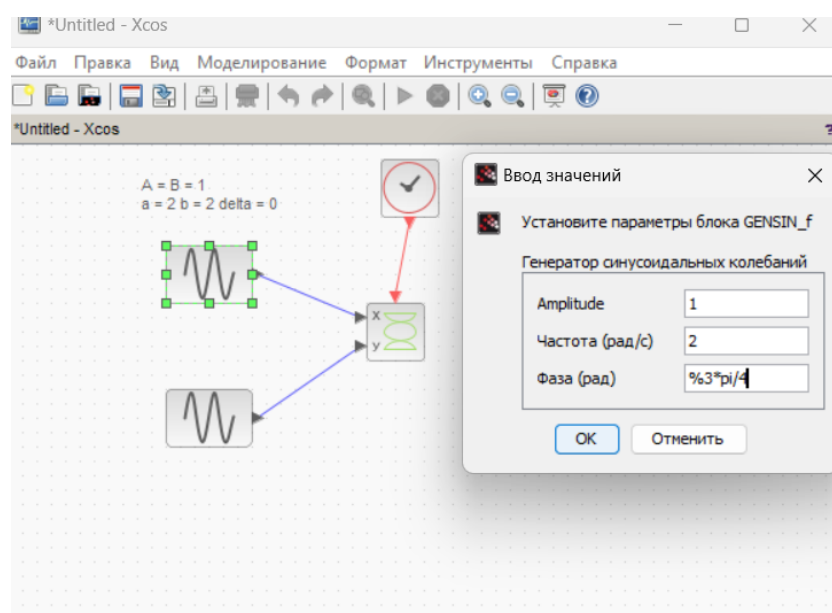 *Untitled - Xcos
Файл Правка Вид Моделирование Формат Инструменты Справка
*Untitled - Xcos
?
A = B = 1
a = 2 b = 2 delta = 0
x
y
Ввод значений
Установите параметры блока GENSIN_f
Генератор синусоидальных колебаний
Amplitude 1
Частота (рад/с) 2
Фаза (рад) %3*pi/4
OK Отменить